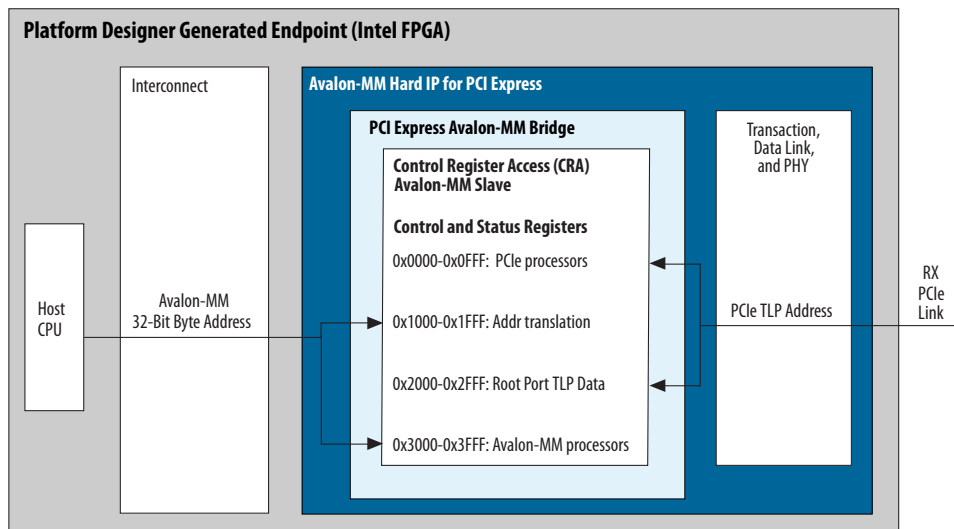 Platform Designer Generated Endpoint (Intel FPGA)
Interconnect
Avalon-MM Hard IP for PCI Express
PCI Express Avalon-MM Bridge
Transaction,
Data Link,
and PHY
Control Register Access (CRA)
Avalon-MM Slave
Control and Status Registers
0x0000-0x0FFF: PCIe processors
0x1000-0x1FFF: Addr translation
0x2000-0x2FFF: Root Port TLP Data
0x3000-0x3FFF: Avalon-MM processors
Host
CPU
Avalon-MM
32-Bit Byte Address
PCIe TLP Address
RX
PCIe
Link